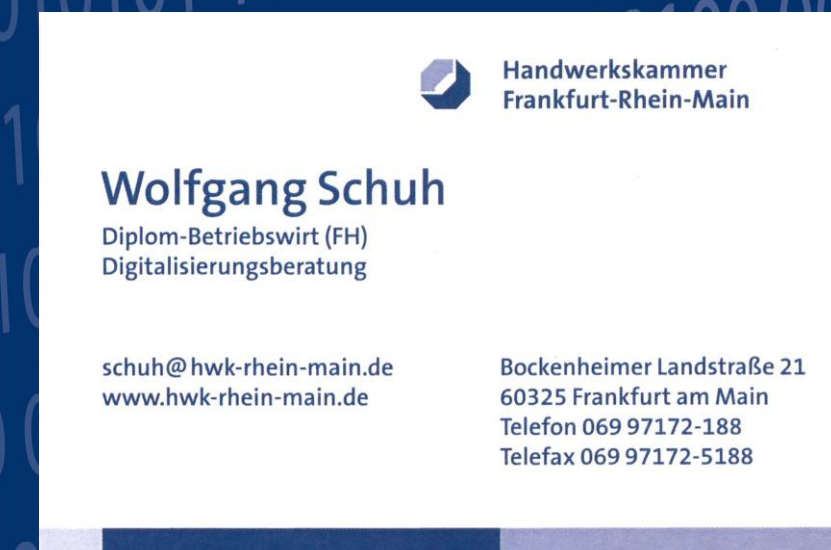 Handwerkskammer
Frankfurt-Rhein-Main
Wolfgang Schuh
Diplom-Betriebswirt (FH)
Digitalisierungsberatung
schuh@hwk-rhein-main.de
www.hwk-rhein-main.de
Bockenheimer Landstraße 21
60325 Frankfurt am Main
Telefon 069 97172-188
Telefax 069 97172-5188